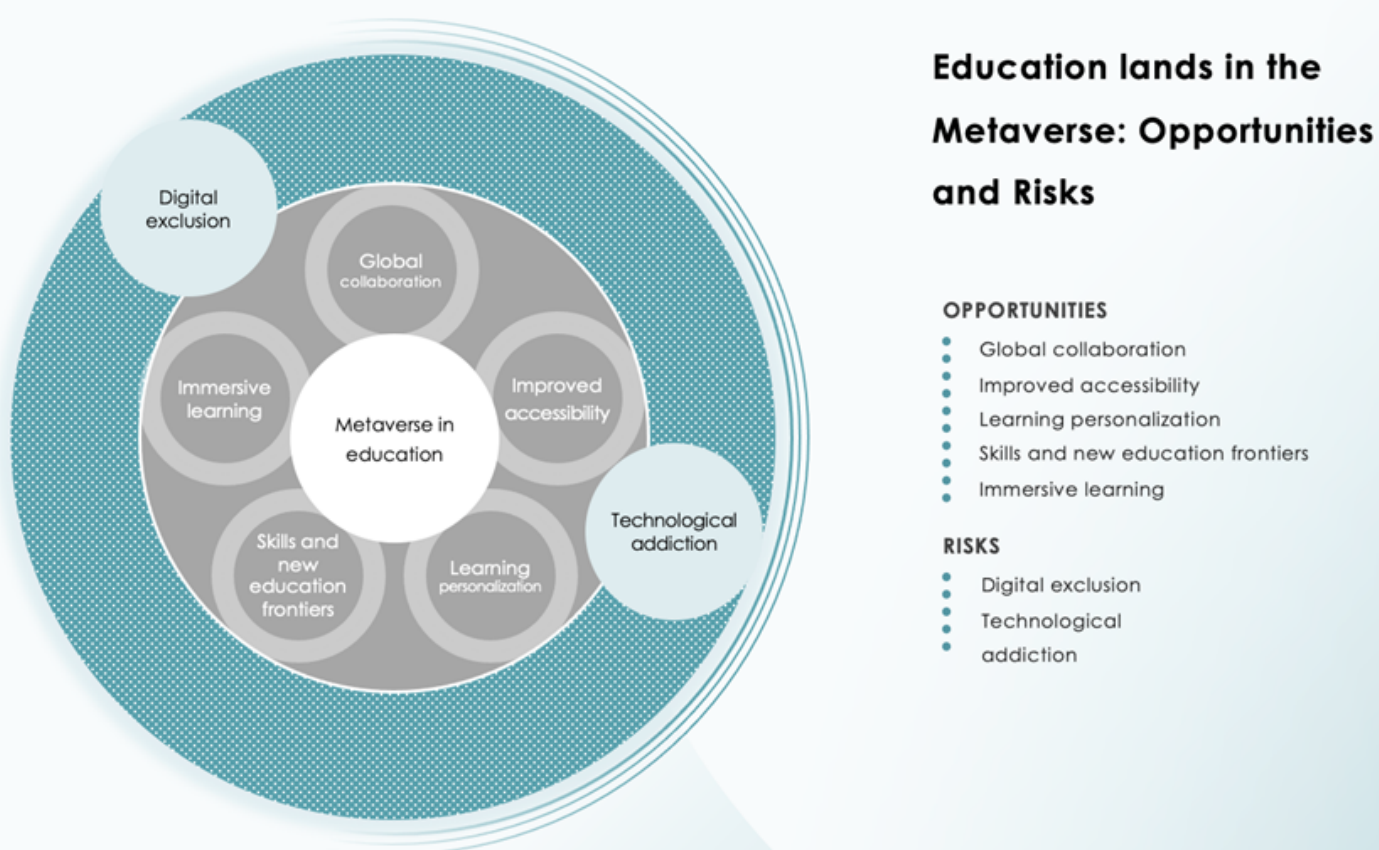 Education lands in the
Metaverse: Opportunities
and Risks
Digital
exclusion
Global
collaboration
Immersive
learning
Improved
accessibility
Metaverse in
education
Technological
addiction
Skills and
new
education
frontiers
Learning
personalization
OPPORTUNITIES
Global collaboration
Improved accessibility
Learning personalization
Skills and new education frontiers
Immersive learning
RISKS
Digital exclusion
Technological
addiction